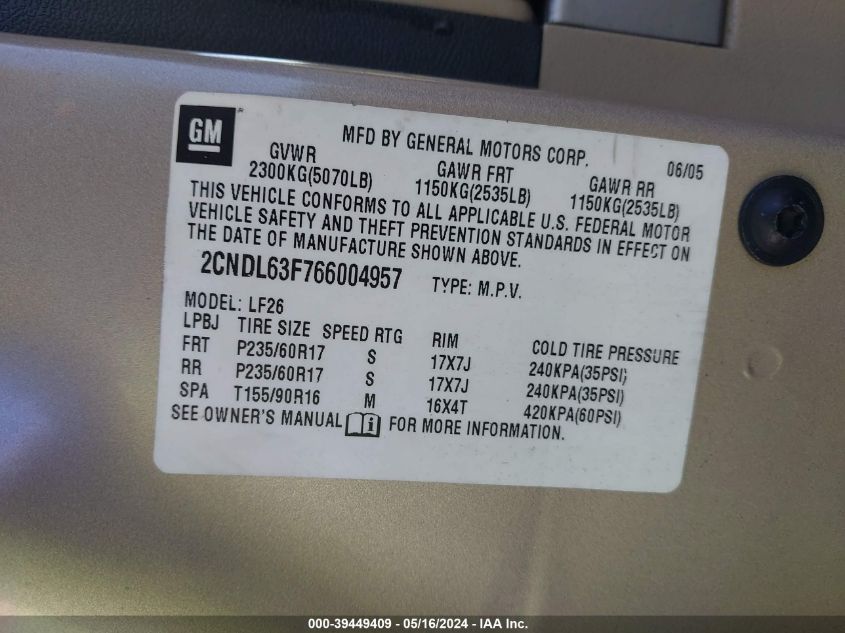 GM
MFD BY GENERAL MOTORS CORP. 06/05
GVWR GAWR FRT GAWR RR
2300KG(5070LB) 1150KG(2535LB) 1150KG(2535LB)
THIS VEHICLE CONFORMS TO ALL APPLICABLE U.S. FEDERAL MOTOR
VEHICLE SAFETY AND THEFT PREVENTION STANDARDS IN EFFECT ON
THE DATE OF MANUFACTURE SHOWN ABOVE.
2CNDL63F766004957 TYPE: M.P.V.
MODEL: LF26
LPBJ TIRE SIZE SPEED RTG RIM COLD TIRE PRESSURE
FRT P235/60R17 S 17X7J 240KPA(35PSI)
RR P235/60R17 S 17X7J 240KPA(35PSI)
SPA T155/90R16 M 16X4T 420KPA(60PSI)
SEE OWNER'S MANUAL i FOR MORE INFORMATION.
000-39449409 - 05/16/2024 - IAA Inc.